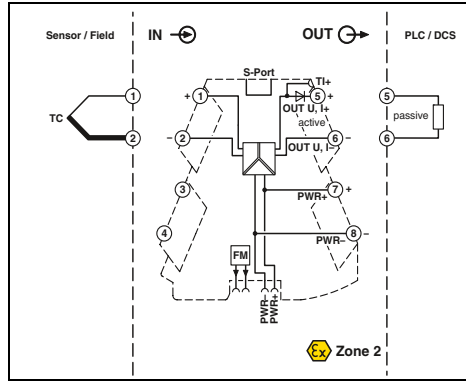 Sensor / Field
IN
OUT
PLC / DCS
S-Port
TI+
1
+ 1
5 +
5
OUT U, I+
active
passive
TC
2
– 2
6 –
6
OUT U, I–
3
7 +
PWR+
4
8 –
PWR–
FM
PWR–
PWR+
Ex Zone 2